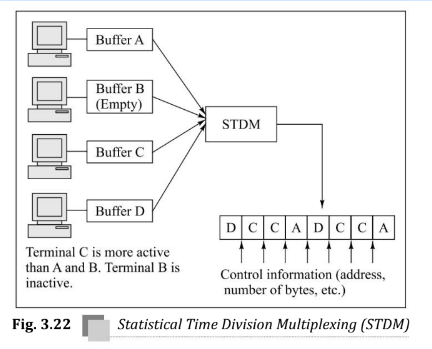 Buffer A
Buffer B
(Empty)
STDM
Buffer C
Buffer D
D C C A D C C A
Terminal C is more active
than A and B. Terminal B is
inactive.
Control information (address,
number of bytes, etc.)
Fig. 3.22 Statistical Time Division Multiplexing (STDM)